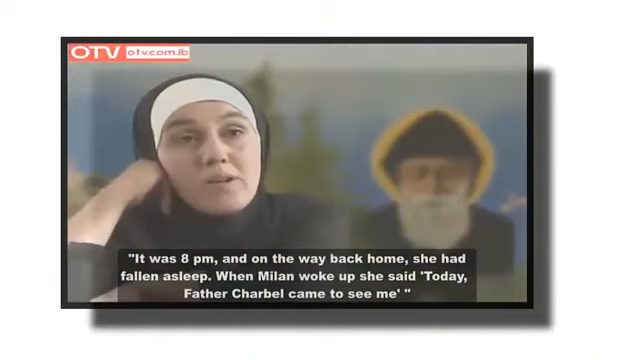 OTV otv.com.lb
"It was 8 pm, and on the way back home, she had
fallen asleep. When Milan woke up she said 'Today,
Father Charbel came to see me' "